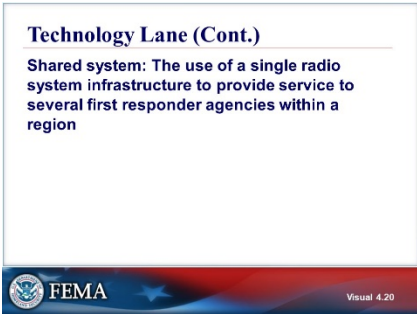 Technology Lane (Cont.)
Shared system: The use of a single radio
system infrastructure to provide service to
several first responder agencies within a
region
FEMA
Visual 4.20